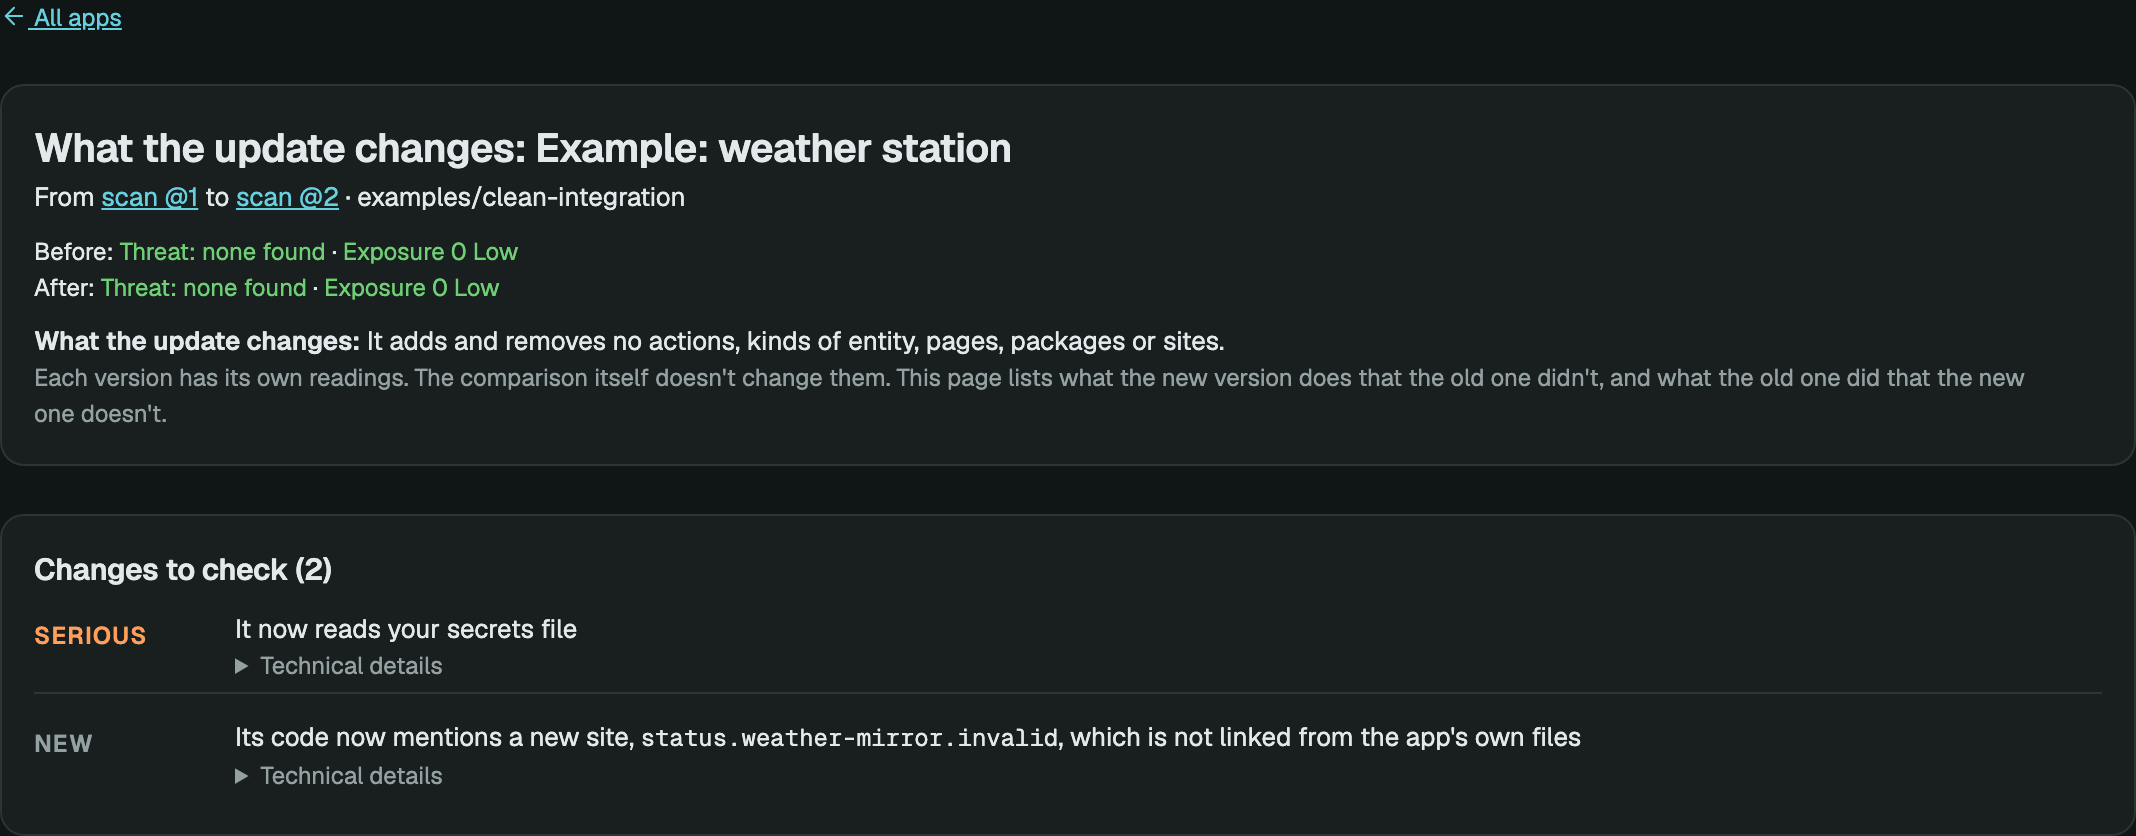 ← All apps
What the update changes: Example: weather station
From scan @1 to scan @2 · examples/clean-integration
Before: Threat: none found · Exposure 0 Low
After: Threat: none found · Exposure 0 Low
What the update changes: It adds and removes no actions, kinds of entity, pages, packages or sites.
Each version has its own readings. The comparison itself doesn't change them. This page lists what the new version does that the old one didn't, and what the old one did that the new
one doesn't.
Changes to check (2)
SERIOUS It now reads your secrets file
▶ Technical details
NEW Its code now mentions a new site, status.weather-mirror.invalid, which is not linked from the app's own files
▶ Technical details